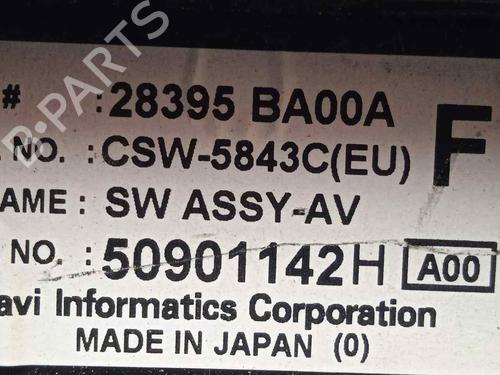 # : 28395 BA00A
NO. : CSW-5843C(EU)
AME : SW ASSY-AV
F
NO. : 50901142H A00
avi Informatics Corporation
MADE IN JAPAN (0)
B-PARTS